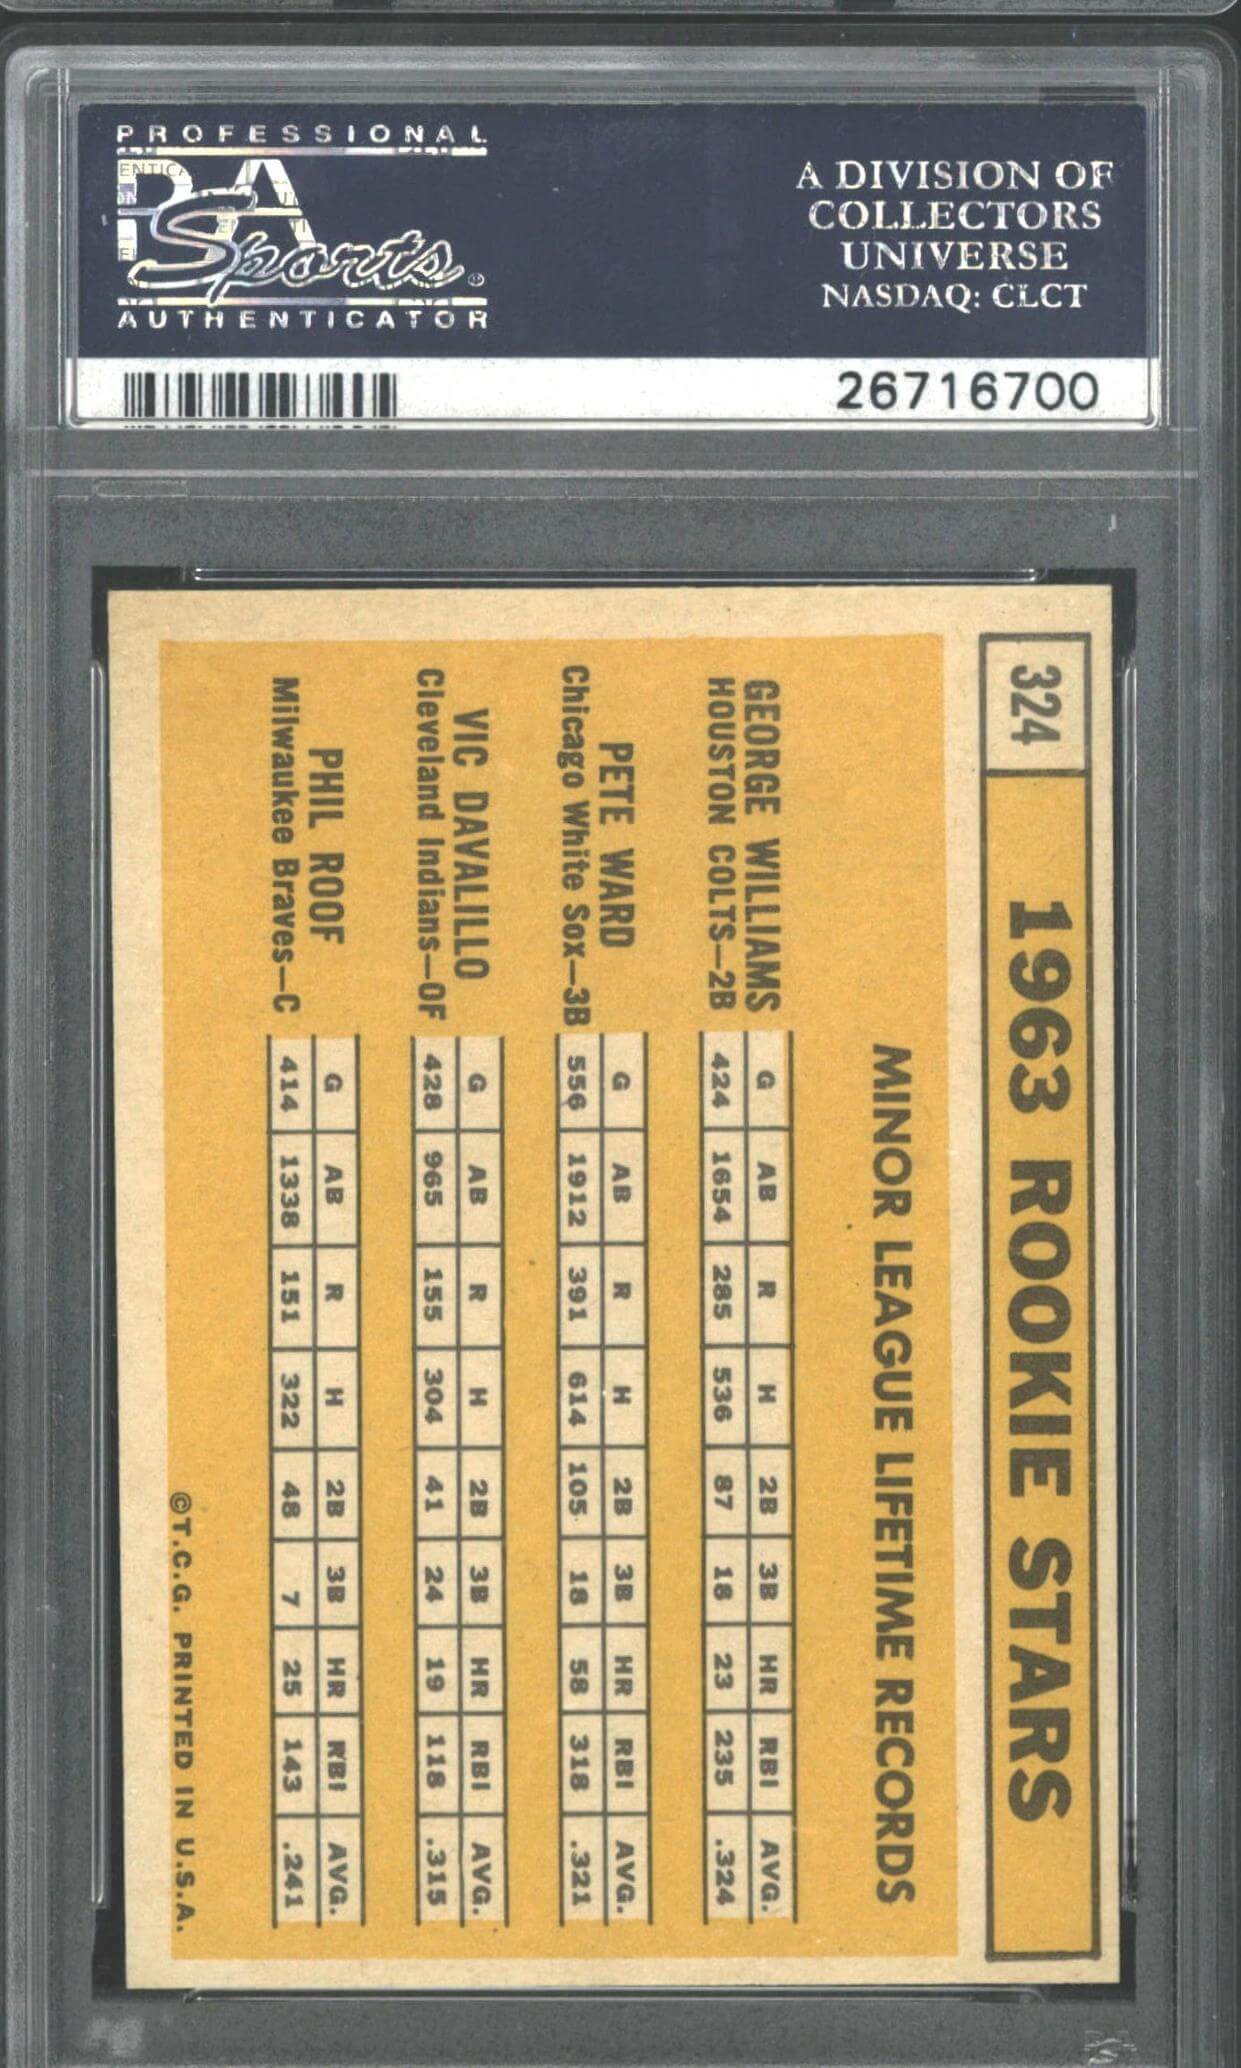 PROFESSIONAL
PSA
Sports
AUTHENTICATOR
A DIVISION OF
COLLECTORS
UNIVERSE
NASDAQ: CLCT
26716700
324 1963 ROOKIE STARS
MINOR LEAGUE LIFETIME RECORDS
GEORGE WILLIAMS
HOUSTON COLTS—2B
G AB R H 2B 3B HR RBI AVG.
424 1654 285 536 87 18 23 235 .324
PETE WARD
Chicago White Sox—3B
G AB R H 2B 3B HR RBI AVG.
556 1912 391 614 105 18 58 318 .321
VIC DAVALILLO
Cleveland Indians—OF
G AB R H 2B 3B HR RBI AVG.
428 965 155 304 41 24 19 118 .315
PHIL ROOF
Milwaukee Braves—C
G AB R H 2B 3B HR RBI AVG.
414 1338 151 322 48 7 25 143 .241
©T.C.G. PRINTED IN U.S.A.